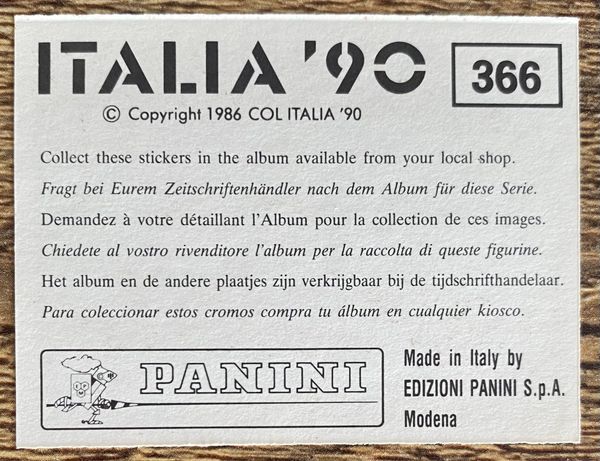 ITALIA '90
366
© Copyright 1986 COL ITALIA '90
Collect these stickers in the album available from your local shop.
Fragt bei Eurem Zeitschriftenhändler nach dem Album für diese Serie.
Demandez à votre détaillant l'Album pour la collection de ces images.
Chiedete al vostro rivenditore l'album per la raccolta di queste figurine.
Het album en de andere plaatjes zijn verkrijgbaar bij de tijdschrifthandelaar.
Para coleccionar estos cromos compra tu álbum en cualquier kiosco.
PANINI
Made in Italy by
EDIZIONI PANINI S.p.A.
Modena